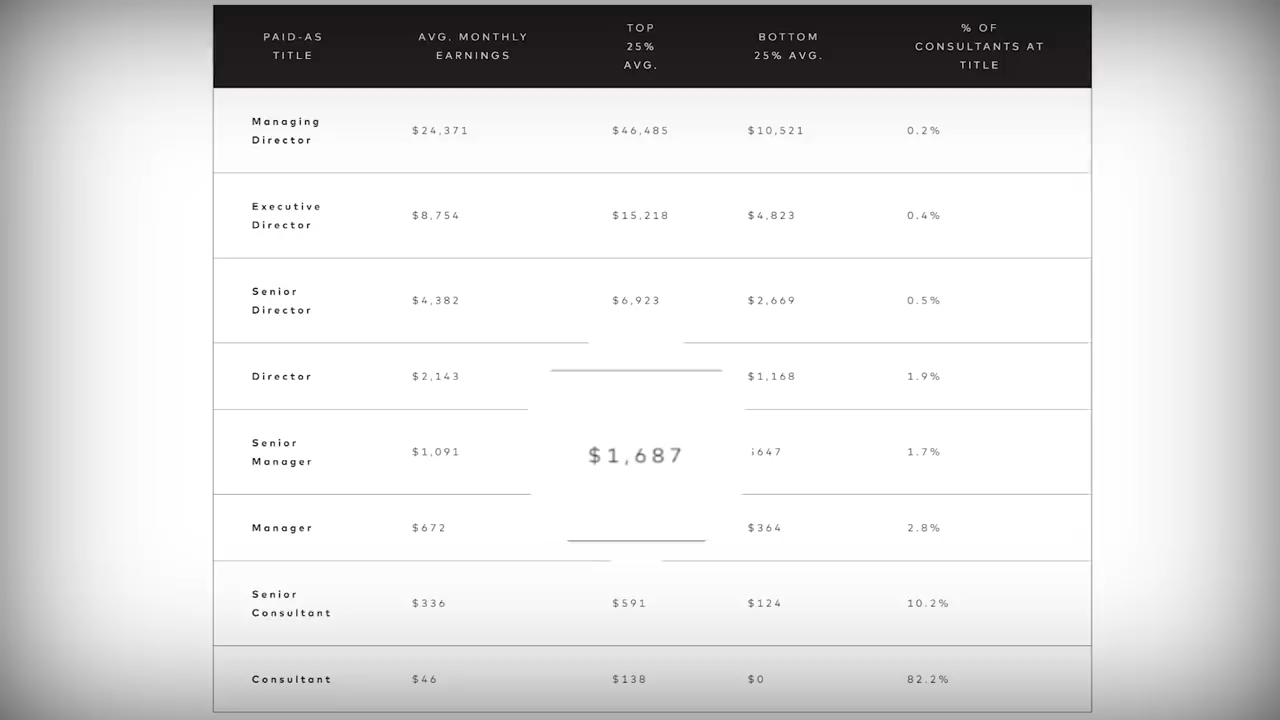 PAID-AS
TITLE
AVG. MONTHLY
EARNINGS
TOP
25%
AVG.
BOTTOM
25% AVG.
% OF
CONSULTANTS AT
TITLE
Managing
Director
$24,371
$46,485
$10,521
0.2%
Executive
Director
$8,754
$15,218
$4,823
0.4%
Senior
Director
$4,382
$6,923
$2,669
0.5%
Director
$2,143
$1,168
1.9%
Senior
Manager
$1,091
$1,687
647
1.7%
Manager
$672
$364
2.8%
Senior
Consultant
$336
$591
$124
10.2%
Consultant
$46
$138
$0
82.2%